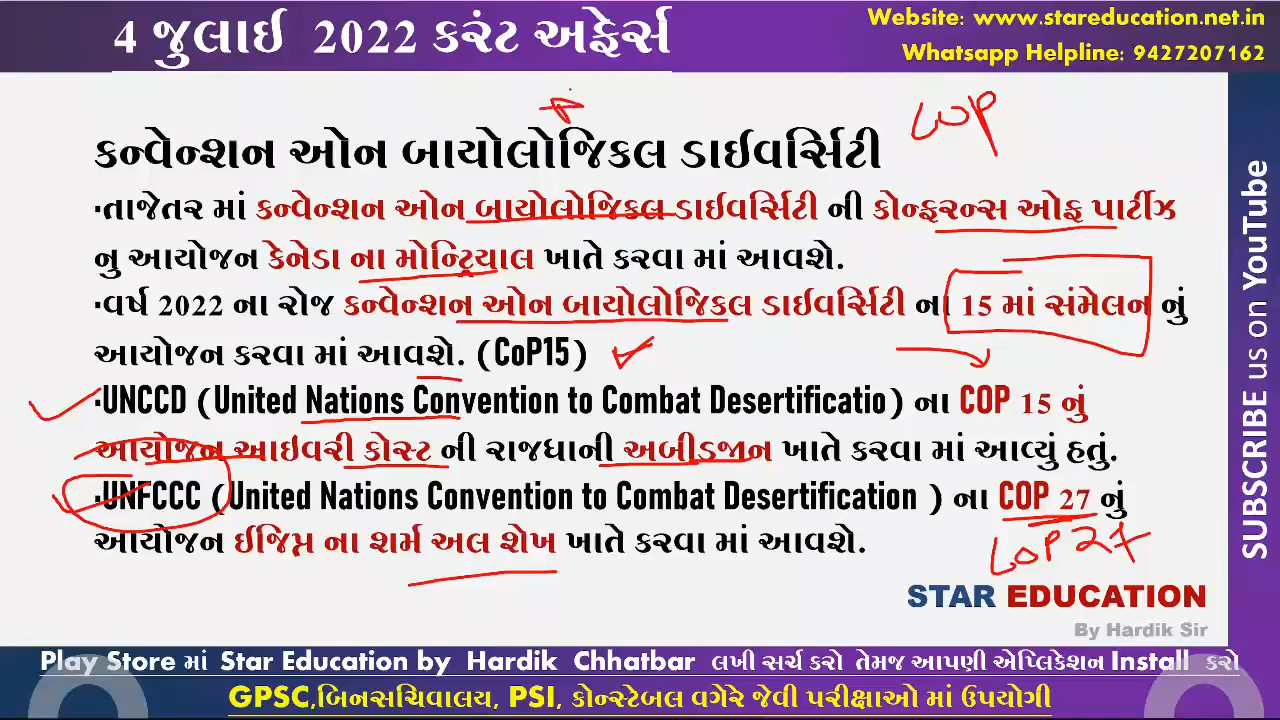 4 જુલાઈ 2022 કરંટ અફેર્સ
Website: www.stareducation.net.in
Whatsapp Helpline: 9427207162
COP
કન્વેન્શન ઓન બાયોલોજિકલ ડાઈવર્સિટી
·તાજેતર માં કન્વેન્શન ઓન બાયોલોજિકલ ડાઈવર્સિટી ની કોન્ફરન્સ ઓફ પાર્ટીઝ
નુ આયોજન કેનેડા ના મોન્ટ્રિયાલ ખાતે કરવા માં આવશે.
·વર્ષ 2022 ના રોજ કન્વેન્શન ઓન બાયોલોજિકલ ડાઈવર્સિટી ના 15 માં સંમેલન નું
આયોજન કરવા માં આવશે. (CoP15)
·UNCCD (United Nations Convention to Combat Desertificatio) ના COP 15 નું
આયોજન આઇવરી કોસ્ટ ની રાજધાની અબીડજાન ખાતે કરવા માં આવ્યું હતું.
·UNFCCC (United Nations Convention to Combat Desertification ) ના COP 27 નું
આયોજન ઈજિપ્ત ના શર્મ અલ શેખ ખાતે કરવા માં આવશે.
COP 27
STAR EDUCATION
By Hardik Sir
SUBSCRIBE us on YouTube
Play Store માં Star Education by Hardik Chhatbar લખી સર્ચ કરો તેમજ આપણી એપ્લિકેશન Install કરો
GPSC,બિનસચિવાલય, PSI, કોન્સ્ટેબલ વગેરે જેવી પરીક્ષાઓ માં ઉપયોગી